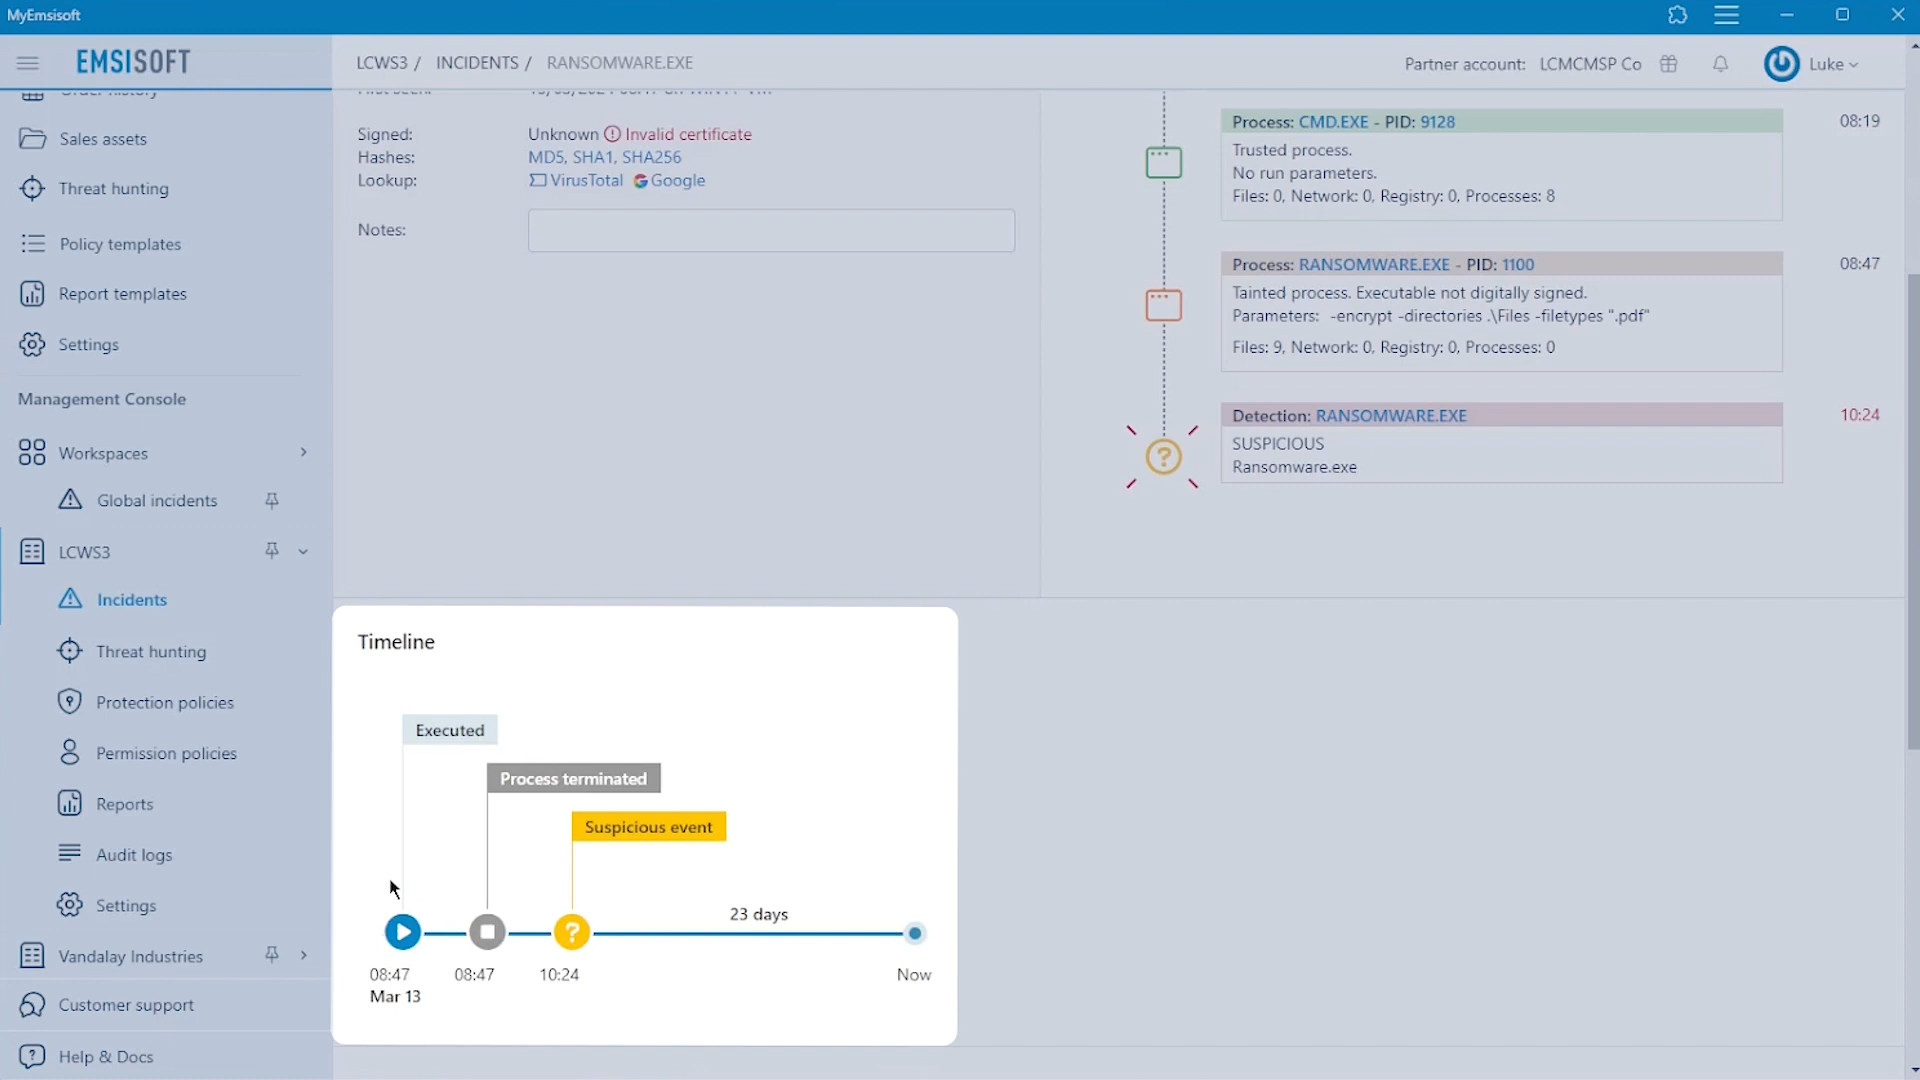 MyEmsisoft
EMSISOFT
LCWS3 / INCIDENTS / RANSOMWARE.EXE
Partner account: LCMCMSP Co
Luke
Order history
Sales assets
Threat hunting
Policy templates
Report templates
Settings
Management Console
Workspaces
Global incidents
LCWS3
Incidents
Threat hunting
Protection policies
Permission policies
Reports
Audit logs
Settings
Vandalay Industries
Customer support
Help & Docs
Signed: Unknown Invalid certificate
Hashes: MD5, SHA1, SHA256
Lookup: VirusTotal Google
Notes:
Process: CMD.EXE - PID: 9128
08:19
Trusted process.
No run parameters.
Files: 0, Network: 0, Registry: 0, Processes: 8
Process: RANSOMWARE.EXE - PID: 1100
08:47
Tainted process. Executable not digitally signed.
Parameters: -encrypt -directories .\Files -filetypes ".pdf"
Files: 9, Network: 0, Registry: 0, Processes: 0
Detection: RANSOMWARE.EXE
10:24
SUSPICIOUS
Ransomware.exe
Timeline
Executed
Process terminated
Suspicious event
23 days
08:47 08:47 10:24 Now
Mar 13